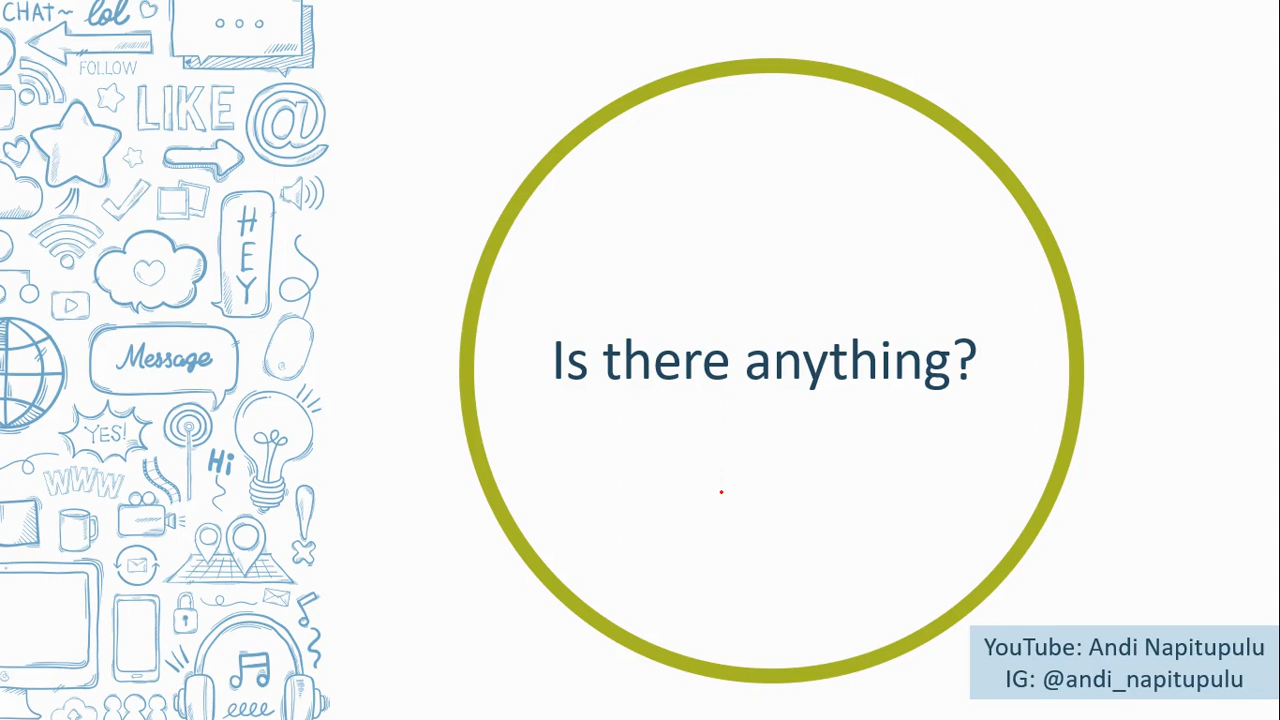 CHAT~ lol
FOLLOW
LIKE @
HEY
Message
YES!
Hi
WWW
Is there anything?
YouTube: Andi Napitupulu
IG: @andi_napitupulu